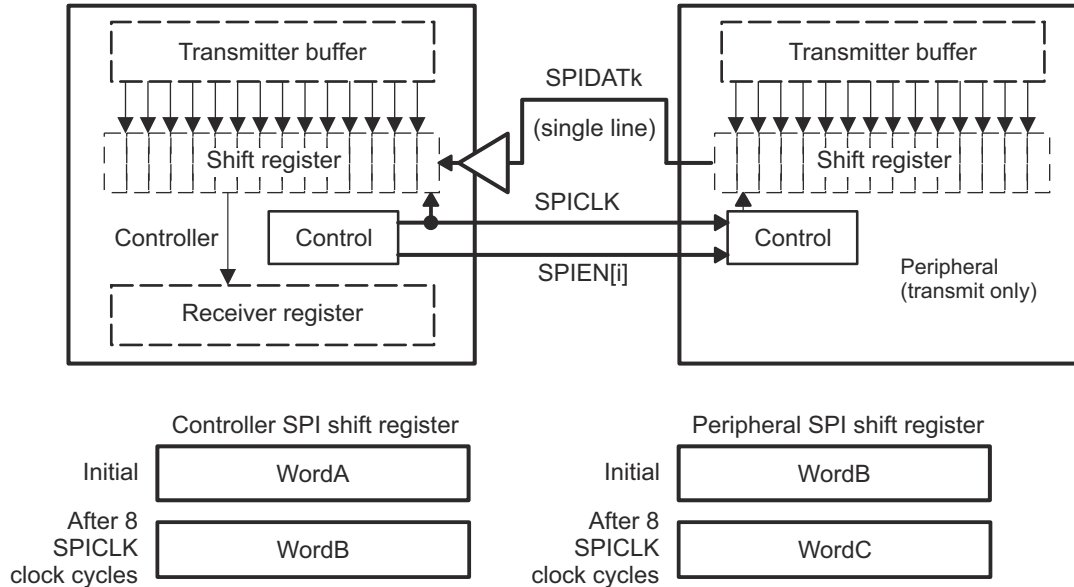 Transmitter buffer
Transmitter buffer
SPIDATk
(single line)
Shift register
Shift register
SPICLK
Controller
Control
Control
SPIEN[i]
Peripheral
(transmit only)
Receiver register
Controller SPI shift register
Peripheral SPI shift register
Initial
WordA
Initial
WordB
After 8
SPICLK
clock cycles
WordB
After 8
SPICLK
clock cycles
WordC